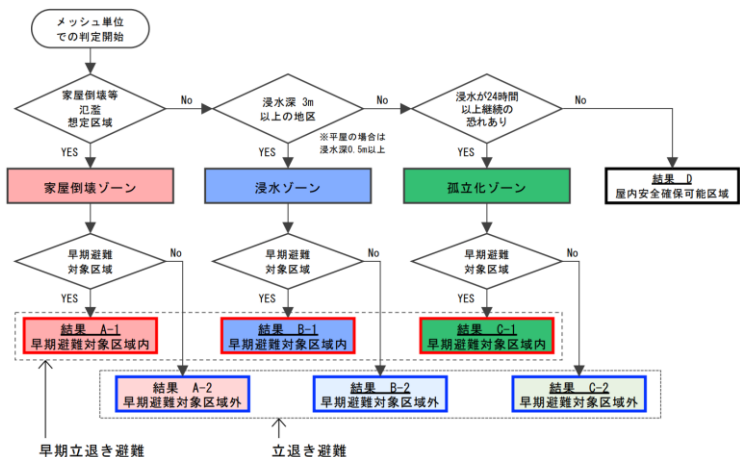 メッシュ単位
での判定開始
家屋倒壊等
氾濫
想定区域
No
浸水深 3m
以上の地区
No
浸水が24時間
以上継続の
恐れあり
No
※平屋の場合は
浸水深0.5m以上
YES
YES
YES
家屋倒壊ゾーン
浸水ゾーン
孤立化ゾーン
結果 D
屋内安全確保可能区域
早期避難
対象区域
No
早期避難
対象区域
No
早期避難
対象区域
No
YES
YES
YES
結果 A-1
早期避難対象区域内
結果 B-1
早期避難対象区域内
結果 C-1
早期避難対象区域内
結果 A-2
早期避難対象区域外
結果 B-2
早期避難対象区域外
結果 C-2
早期避難対象区域外
早期立退き避難
立退き避難